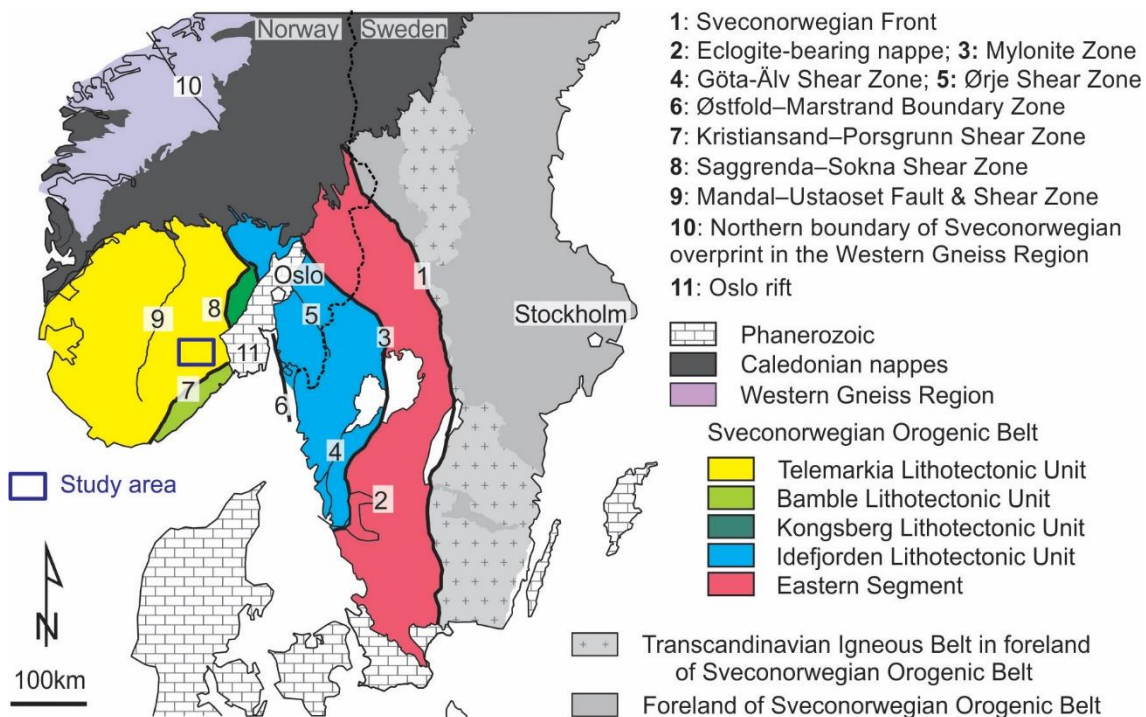 Norway Sweden
10
1
Oslo
5
8
9
3
Stockholm
11
7
6
4
2
Study area
N
100km
1: Sveconorwegian Front
2: Eclogite-bearing nappe; 3: Mylonite Zone
4: Göta-Älv Shear Zone; 5: Ørje Shear Zone
6: Østfold–Marstrand Boundary Zone
7: Kristiansand–Porsgrunn Shear Zone
8: Saggrenda–Sokna Shear Zone
9: Mandal–Ustaoset Fault & Shear Zone
10: Northern boundary of Sveconorwegian
overprint in the Western Gneiss Region
11: Oslo rift
Phanerozoic
Caledonian nappes
Western Gneiss Region
Sveconorwegian Orogenic Belt
Telemarkia Lithotectonic Unit
Bamble Lithotectonic Unit
Kongsberg Lithotectonic Unit
Idefjorden Lithotectonic Unit
Eastern Segment
Transcandinavian Igneous Belt in foreland
of Sveconorwegian Orogenic Belt
Foreland of Sveconorwegian Orogenic Belt